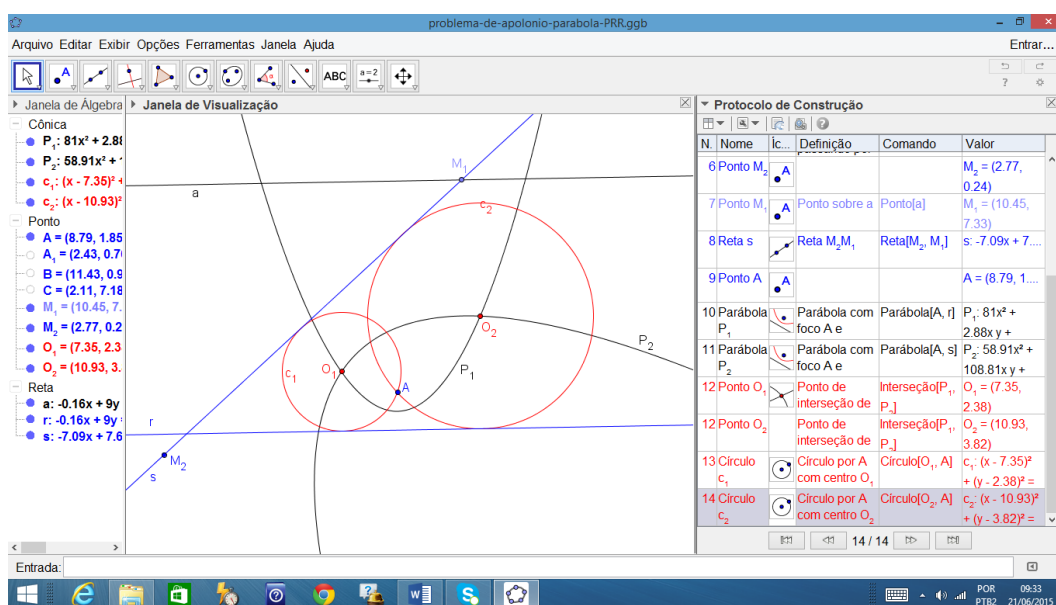 problema-de-apolonio-parabola-PRR.ggb
Arquivo Editar Exibir Opções Ferramentas Janela Ajuda
Entrar...
ABC
a=2
Janela de Álgebra
Janela de Visualização
Protocolo de Construção
Cônica
P₁: 81x² + 2.88
P₂: 58.91x² +
c₁: (x - 7.35)² +
c₂: (x - 10.93)²
Ponto
A = (8.79, 1.85
A₁ = (2.43, 0.7
B = (11.43, 0.9
C = (2.11, 7.18
M₁ = (10.45, 7.
M₂ = (2.77, 0.2
O₁ = (7.35, 2.3
O₂ = (10.93, 3.
Reta
a: -0.16x + 9y
r: -0.16x + 9y
s: -7.09x + 7.6
M₁
a
c₂
O₂
P₂
O₁
c₁
P₁
A
r
M₂
s
N. Nome Íc... Definição Comando Valor
6 Ponto M₂ M₂ = (2.77,
0.24)
7 Ponto M₁ Ponto sobre a Ponto[a] M₁ = (10.45,
7.33)
8 Reta s Reta M₂M₁ Reta[M₂, M₁] s: -7.09x + 7....
9 Ponto A A = (8.79, 1....
10 Parábola Parábola com Parábola[A, r] P₁: 81x² +
P₁ foco A e 2.88x y +
11 Parábola Parábola com Parábola[A, s] P₂: 58.91x² +
P₂ foco A e 108.81x y +
12 Ponto O₁ Ponto de Interseção[P₁, O₁ = (7.35,
interseção de P₂] 2.38)
12 Ponto O₂ Ponto de Interseção[P₁, O₂ = (10.93,
interseção de P₂] 3.82)
13 Círculo Círculo por A Círculo[O₁, A] c₁: (x - 7.35)²
c₁ com centro O₁ + (y - 2.38)² =
14 Círculo Círculo por A Círculo[O₂, A] c₂: (x - 10.93)²
c₂ com centro O₂ + (y - 3.82)² =
14 / 14
Entrada:
POR 09:33
PTB2 21/06/2015